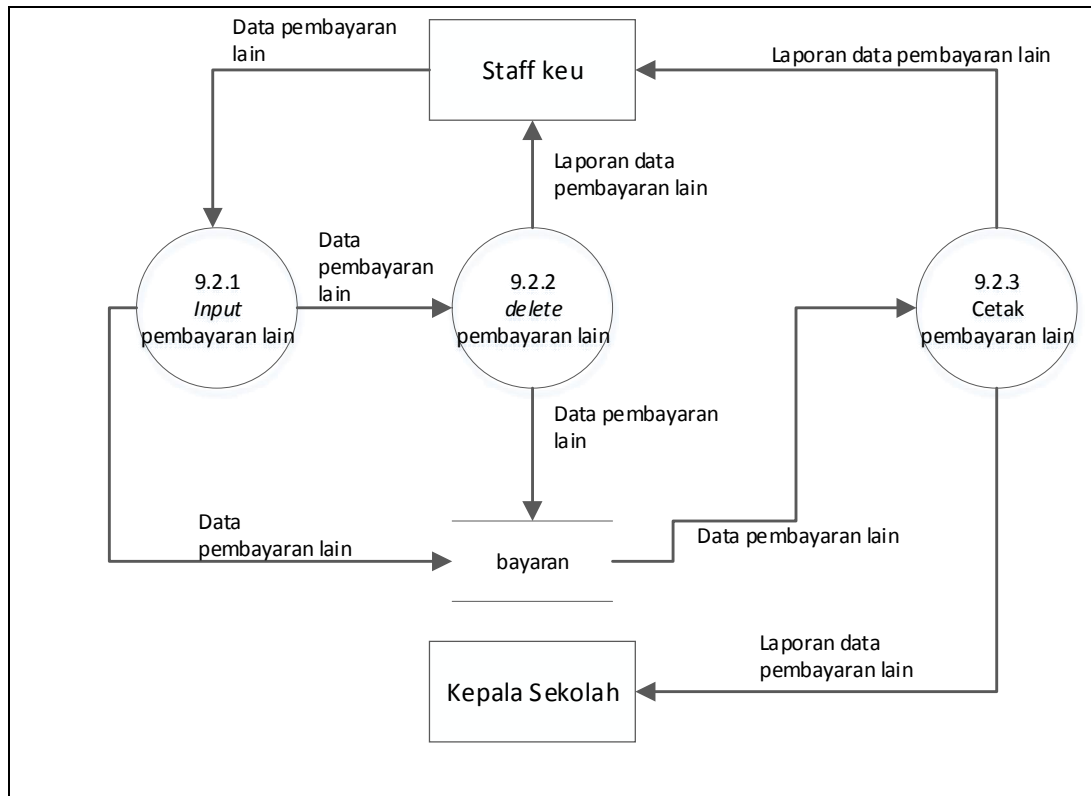 Data pembayaran
lain
Staff keu
Laporan data pembayaran lain
Laporan data
pembayaran lain
9.2.1
Input
pembayaran lain
Data
pembayaran
lain
9.2.2
delete
pembayaran lain
9.2.3
Cetak
pembayaran lain
Data pembayaran
lain
Data
pembayaran lain
bayaran
Data pembayaran lain
Kepala Sekolah
Laporan data
pembayaran lain